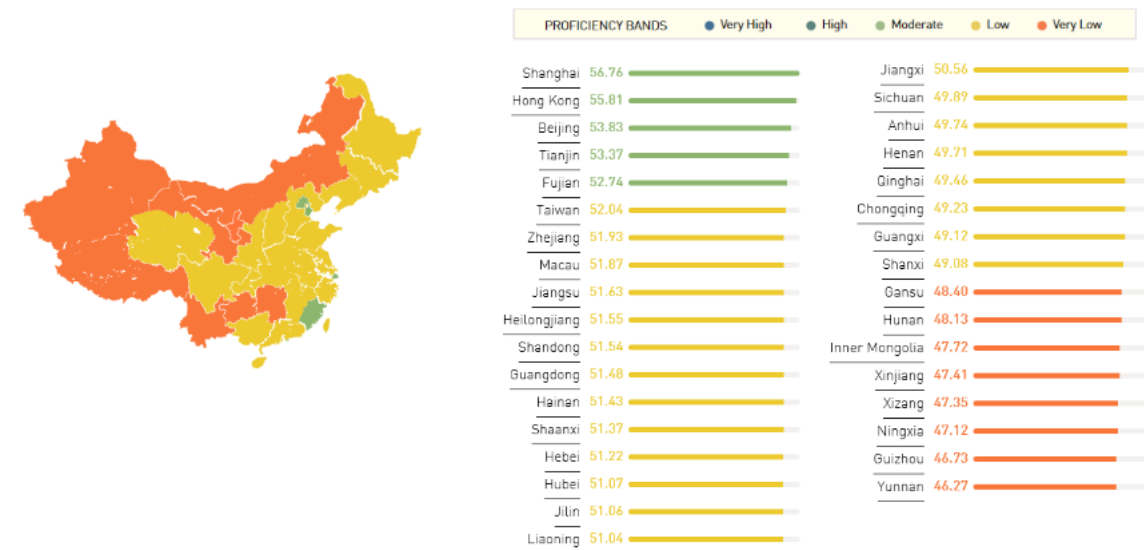 PROFICIENCY BANDS Very High High Moderate Low Very Low
Shanghai 56.76
Hong Kong 55.81
Beijing 53.83
Tianjin 53.37
Fujian 52.74
Taiwan 52.04
Zhejiang 51.93
Macau 51.87
Jiangsu 51.63
Heilongjiang 51.55
Shandong 51.54
Guangdong 51.48
Hainan 51.43
Shaanxi 51.37
Hebei 51.22
Hubei 51.07
Jilin 51.06
Liaoning 51.04
Jiangxi 50.56
Sichuan 49.89
Anhui 49.74
Henan 49.71
Qinghai 49.46
Chongqing 49.23
Guangxi 49.12
Shanxi 49.08
Gansu 48.40
Hunan 48.13
Inner Mongolia 47.72
Xinjiang 47.41
Xizang 47.35
Ningxia 47.12
Guizhou 46.73
Yunnan 46.27